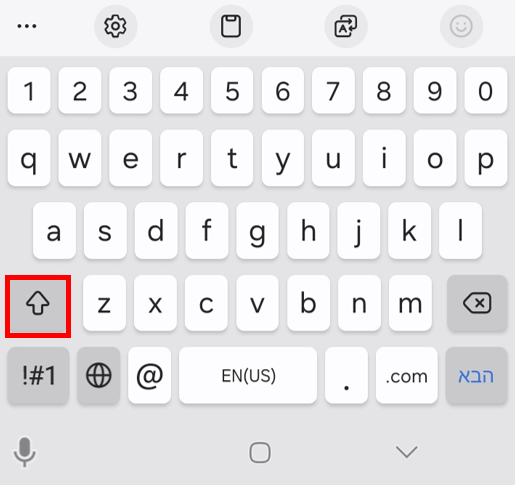 1 2 3 4 5 6 7 8 9 0
q w e r t y u i o p
a s d f g h j k l
z x c v b n m
!#1 @ EN(US) . .com הבא